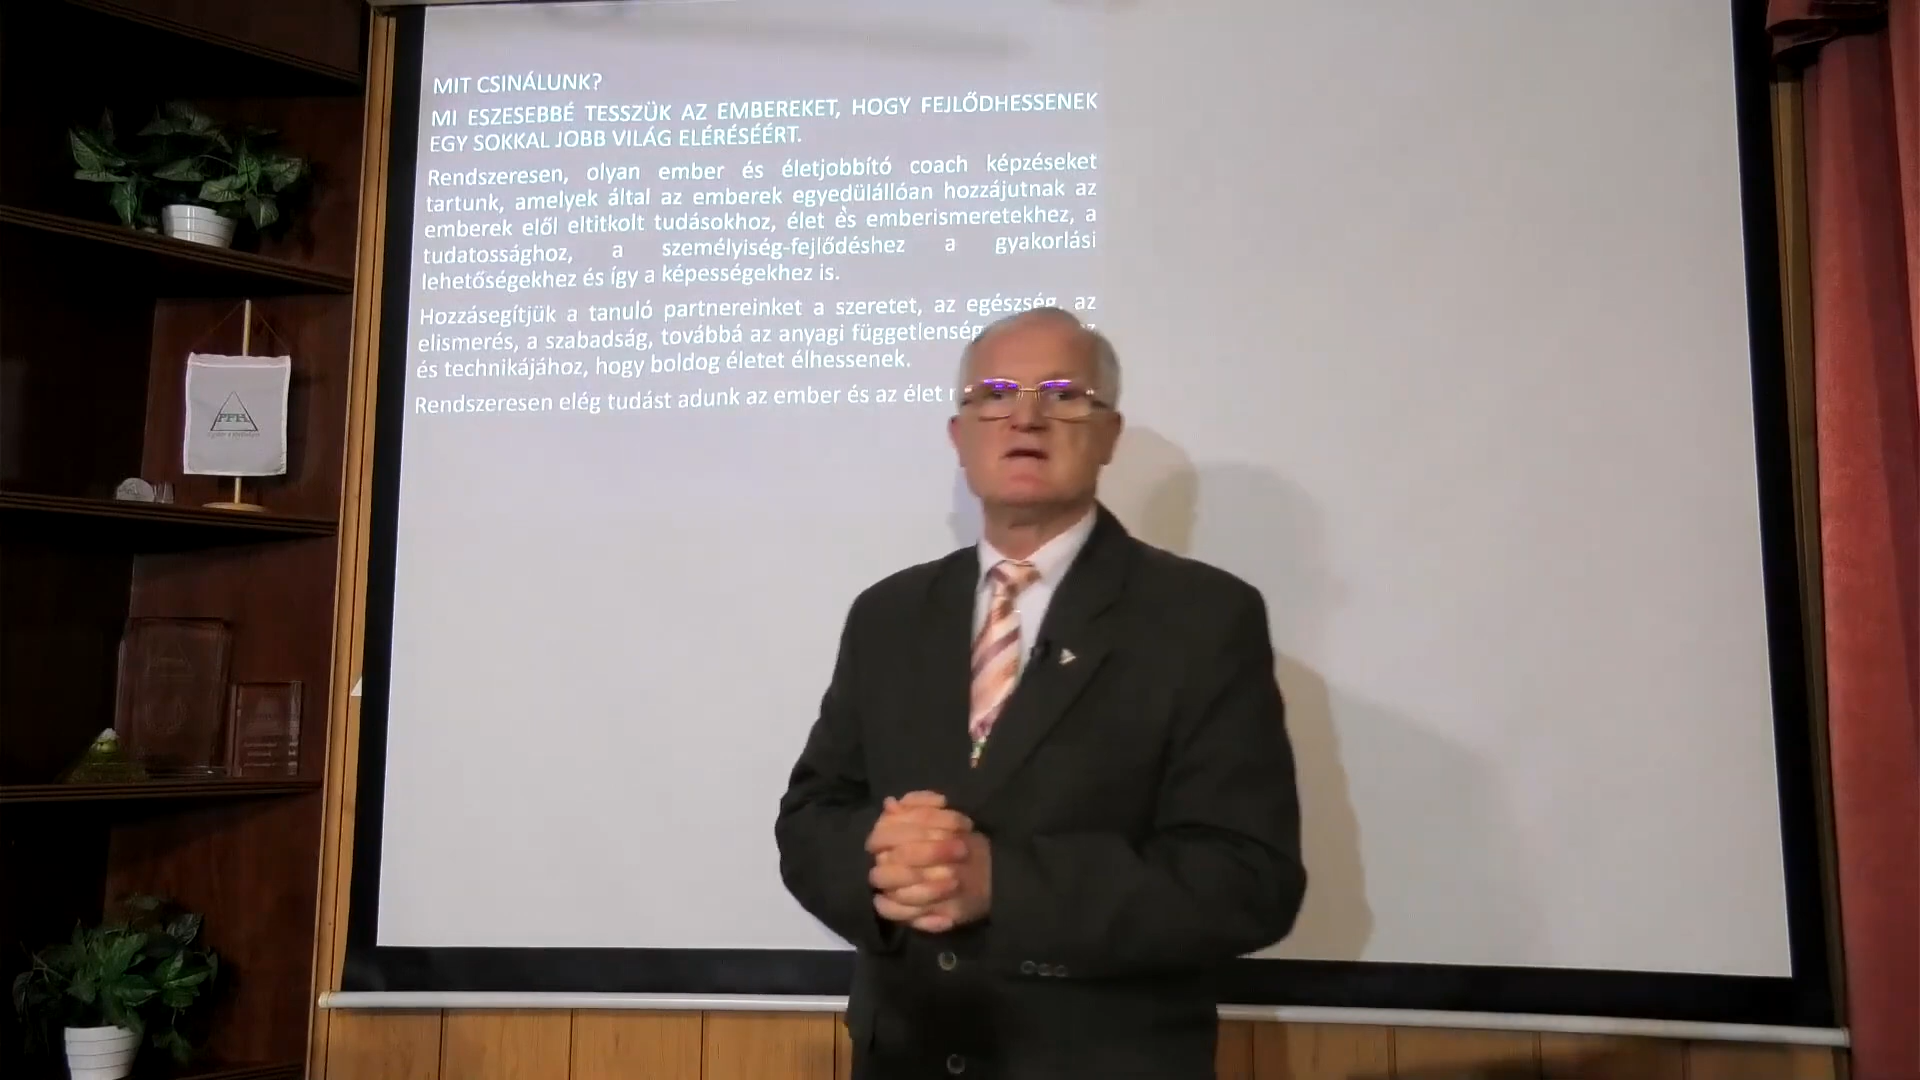 MIT CSINÁLUNK?
MI ESZESEBBÉ TESSZÜK AZ EMBEREKET, HOGY FEJLŐDHESSENEK
EGY SOKKAL JOBB VILÁG ELÉRÉSÉÉRT.
Rendszeresen, olyan ember és életjobbító coach képzéseket
tartunk, amelyek által az emberek egyedülállóan hozzájutnak az
emberek elől eltitkolt tudásokhoz, élet és emberismeretekhez, a
tudatossághoz, a személyiség-fejlődéshez a gyakorlási
lehetőségekhez és így a képességekhez is.
Hozzásegítjük a tanuló partnereinket a szeretet, az egészség, az
elismerés, a szabadság, továbbá az anyagi függetlenség
és technikájához, hogy boldog életet élhessenek.
Rendszeresen elég tudást adunk az ember és az élet
PFH